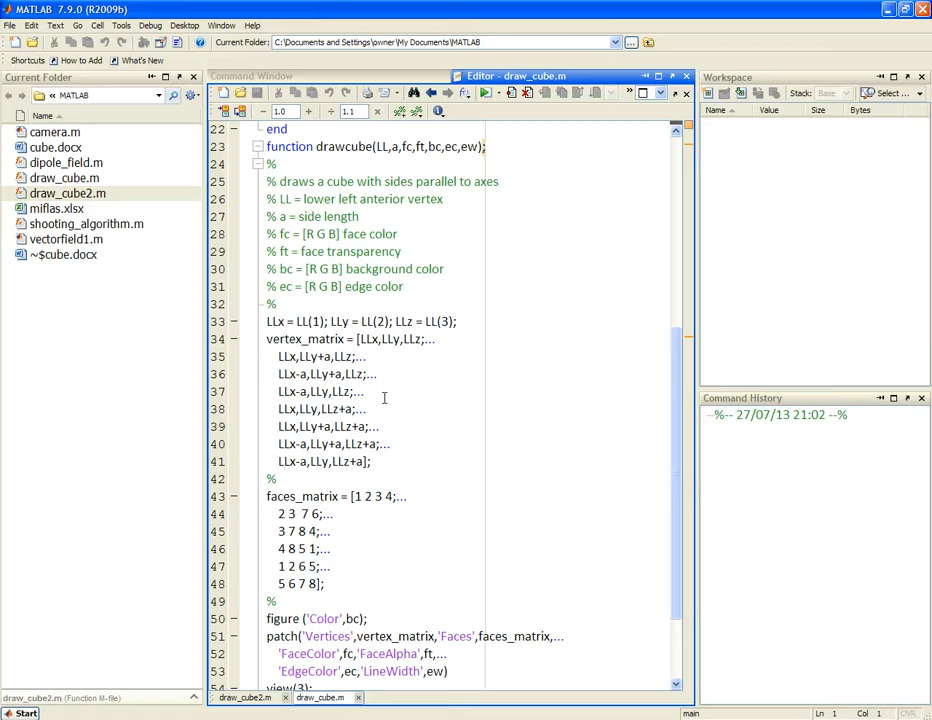 MATLAB 7.9.0 (R2009b)
File Edit Text Go Cell Tools Debug Desktop Window Help
Current Folder: C:\Documents and Settings\owner\My Documents\MATLAB
Shortcuts How to Add What's New
Current Folder
« MATLAB
Name
camera.m
cube.docx
dipole_field.m
draw_cube.m
draw_cube2.m
miflas.xlsx
shooting_algorithm.m
vectorfield1.m
~$cube.docx
draw_cube2.m (Function M-file)
Start
Command Window
Editor - draw_cube.m
− 1.0 + ÷ 1.1 ×
22 end
23 function drawcube(LL,a,fc,ft,bc,ec,ew);
24 %
25 % draws a cube with sides parallel to axes
26 % LL = lower left anterior vertex
27 % a = side length
28 % fc = [R G B] face color
29 % ft = face transparency
30 % bc = [R G B] background color
31 % ec = [R G B] edge color
32 %
33 LLx = LL(1); LLy = LL(2); LLz = LL(3);
34 vertex_matrix = [LLx,LLy,LLz;...
35 LLx,LLy+a,LLz;...
36 LLx-a,LLy+a,LLz;...
37 LLx-a,LLy,LLz;...
38 LLx,LLy,LLz+a;...
39 LLx,LLy+a,LLz+a;...
40 LLx-a,LLy+a,LLz+a;...
41 LLx-a,LLy,LLz+a];
42 %
43 faces_matrix = [1 2 3 4;...
44 2 3 7 6;...
45 3 7 8 4;...
46 4 8 5 1;...
47 1 2 6 5;...
48 5 6 7 8];
49 %
50 figure ('Color',bc);
51 patch('Vertices',vertex_matrix,'Faces',faces_matrix,...
52 'FaceColor',fc,'FaceAlpha',ft,...
53 'EdgeColor',ec,'LineWidth',ew)
54 view(3);
draw_cube2.m × draw_cube.m ×
Workspace
Stack: Base Select ...
Name Value Size Bytes
Command History
%-- 27/07/13 21:02 --%
main Ln 1 Col 1 OVR